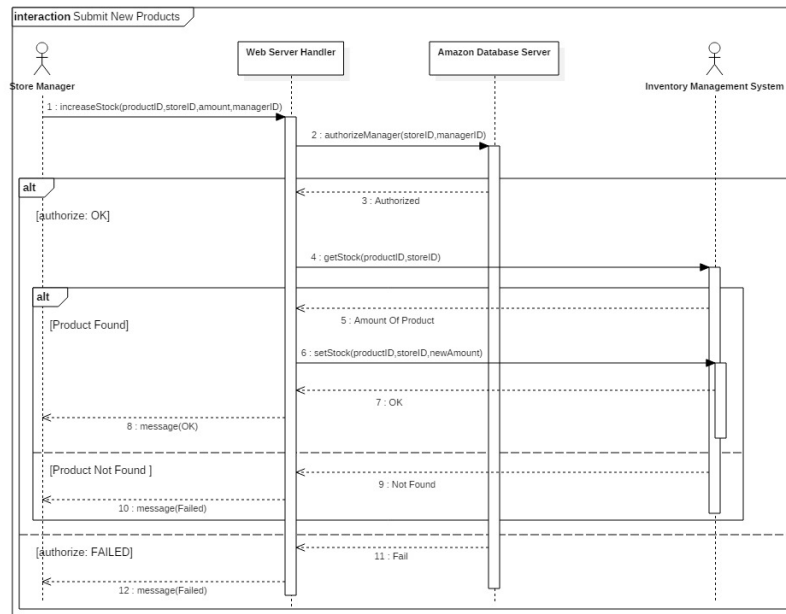 interaction Submit New Products
Store Manager
Web Server Handler
Amazon Database Server
Inventory Management System
1 : increaseStock(productID,storeID,amount,managerID)
2 : authorizeManager(storeID,managerID)
alt
3 : Authorized
[authorize: OK]
4 : getStock(productID,storeID)
alt
5 : Amount Of Product
[Product Found]
6 : setStock(productID,storeID,newAmount)
7 : OK
8 : message(OK)
[Product Not Found ]
9 : Not Found
10 : message(Failed)
[authorize: FAILED]
11 : Fail
12 : message(Failed)